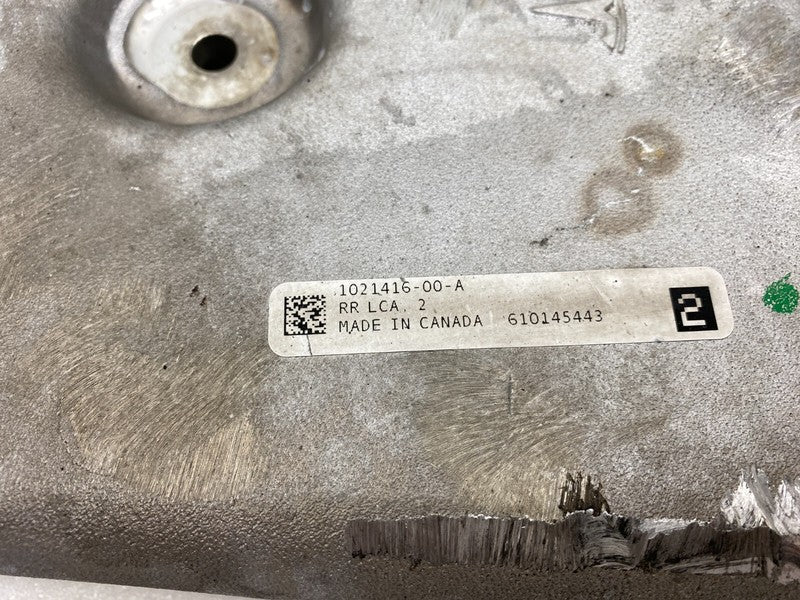 1021416-00-A
RR LCA, 2
MADE IN CANADA 610145443
2